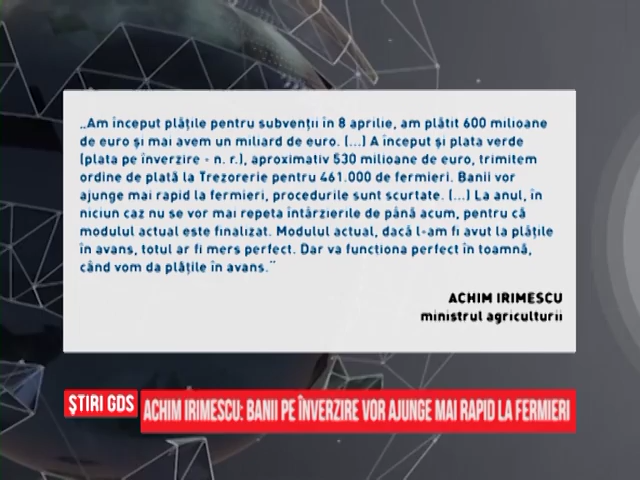 „Am început plățile pentru subvenții în 8 aprilie, am plătit 600 milioane
de euro și mai avem un miliard de euro. (...) A început și plata verde
(plata pe înverzire - n. r.), aproximativ 530 milioane de euro, trimitem
ordine de plată la Trezorerie pentru 461.000 de fermieri. Banii vor
ajunge mai rapid la fermieri, procedurile sunt scurtate. (...) La anul, în
niciun caz nu se vor mai repeta întârzierile de până acum, pentru că
modulul actual este finalizat. Modulul actual, dacă l-am fi avut la plățile
în avans, totul ar fi mers perfect. Dar va functiona perfect în toamnă,
când vom da plățile în avans.”
ACHIM IRIMESCU
ministrul agriculturii
ȘTIRI GDS
ACHIM IRIMESCU: BANII PE ÎNVERZIRE VOR AJUNGE MAI RAPID LA FERMIERI